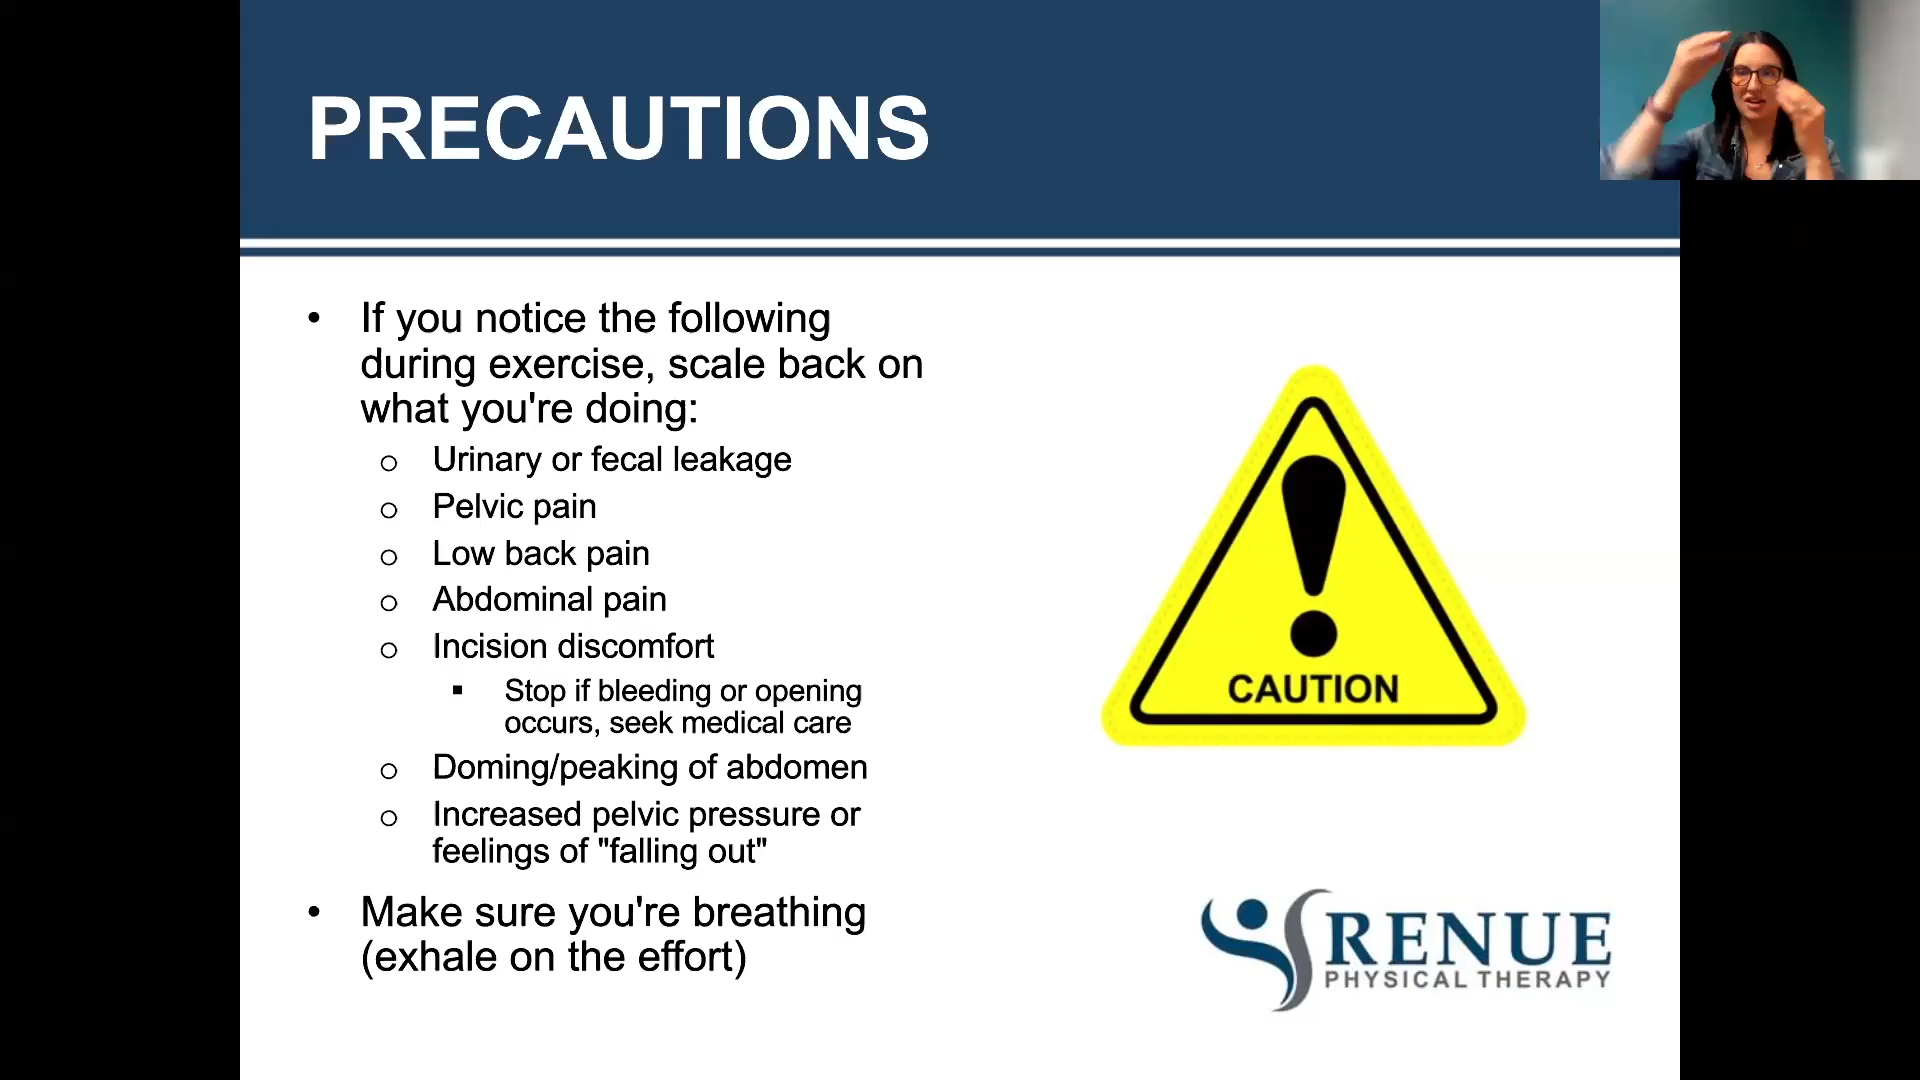 PRECAUTIONS
• If you notice the following
during exercise, scale back on
what you're doing:
o Urinary or fecal leakage
o Pelvic pain
o Low back pain
o Abdominal pain
o Incision discomfort
▪ Stop if bleeding or opening
occurs, seek medical care
o Doming/peaking of abdomen
o Increased pelvic pressure or
feelings of "falling out"
• Make sure you're breathing
(exhale on the effort)
CAUTION
RENUE
PHYSICAL THERAPY